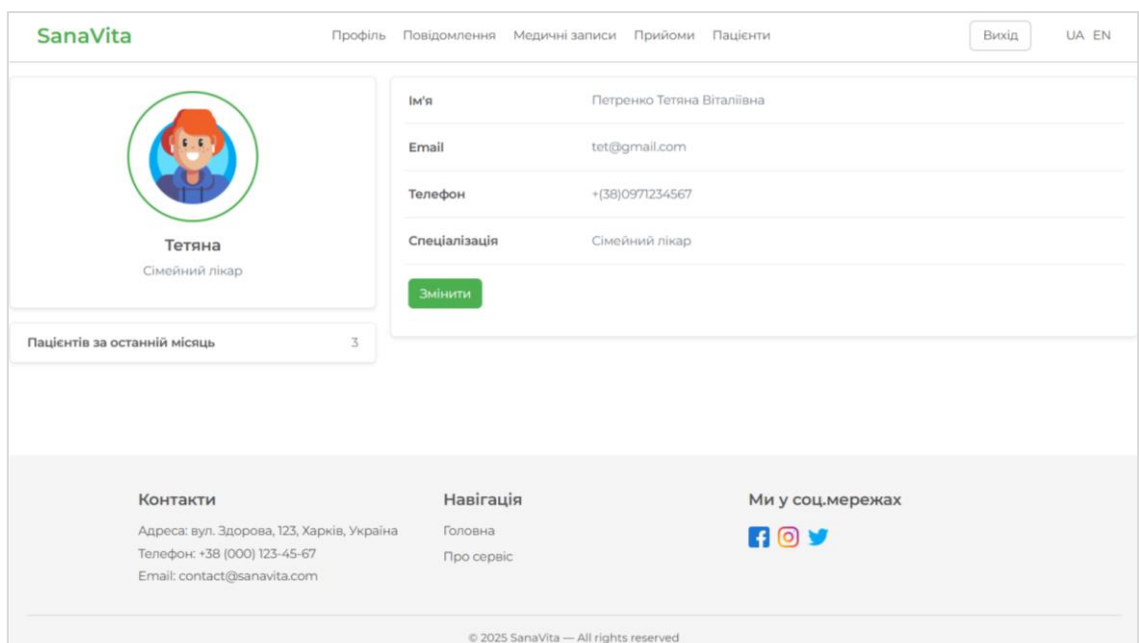 SanaVita
Профіль Повідомлення Медичні записи Прийоми Пацієнти
Вихід
UA EN
Тетяна
Сімейний лікар
Пацієнтів за останній місяць 3
Ім'я Петренко Тетяна Віталіївна
Email tet@gmail.com
Телефон +(38)0971234567
Спеціалізація Сімейний лікар
Змінити
Контакти
Адреса: вул. Здорова, 123, Харків, Україна
Телефон: +38 (000) 123-45-67
Email: contact@sanavita.com
Навігація
Головна
Про сервіс
Ми у соц.мережах
© 2025 SanaVita — All rights reserved